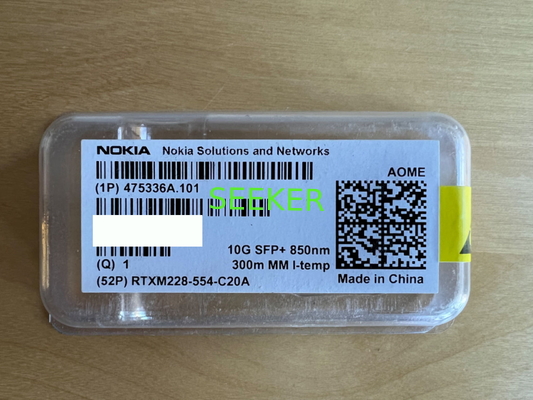 NOKIA Nokia Solutions and Networks
AOME
(1P) 475336A.101
SEEKER
10G SFP+ 850nm
(Q) 1 300m MM I-temp
(52P) RTXM228-554-C20A Made in China